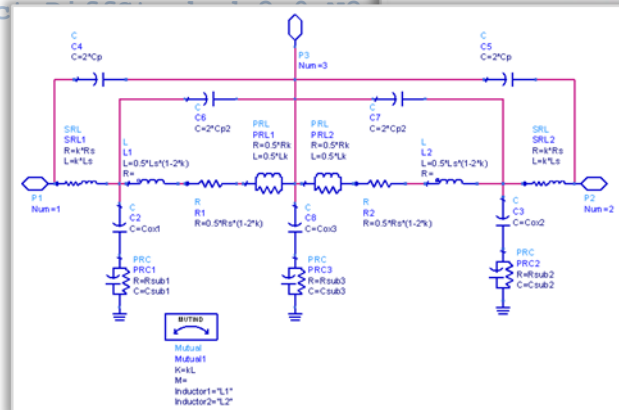 C
C4
C=2*Cp
P3
Num=3
C
C5
C=2*Cp
C
C6
C=2*Cp2
C
C7
C=2*Cp2
SRL
SRL1
R=k*Rs
L=k*Ls
L
L1
L=0.5*Ls*(1-2*k)
R=
PRL
PRL1
R=0.5*Rk
L=0.5*Lk
PRL
PRL2
R=0.5*Rk
L=0.5*Lk
L
L2
L=0.5*Ls*(1-2*k)
R=
SRL
SRL2
R=k*Rs
L=k*Ls
P1
Num=1
R
R1
R=0.5*Rs*(1-2*k)
R
R2
R=0.5*Rs*(1-2*k)
P2
Num=2
C
C2
C=Cox1
C
C8
C=Cox3
C
C3
C=Cox2
PRC
PRC1
R=Rsub1
C=Csub1
PRC
PRC3
R=Rsub3
C=Csub3
PRC
PRC2
R=Rsub2
C=Csub2
MUTIND
Mutual
Mutual1
K=kL
M=
Inductor1="L1"
Inductor2="L2"